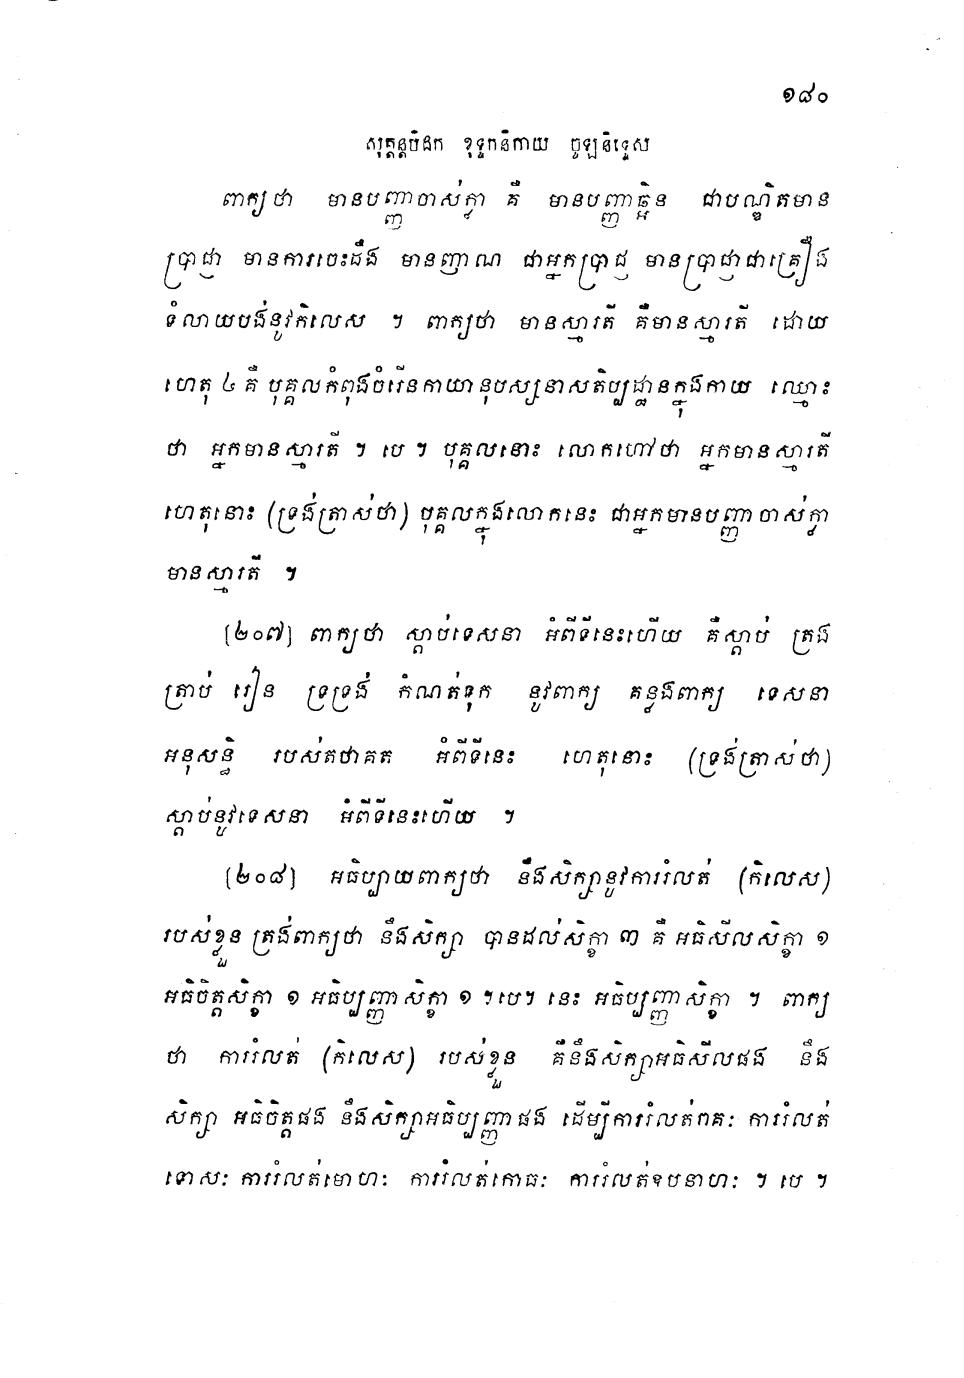 ១៨០
សុត្តន្តបិដក ខុទ្ទកនិកាយ ចូឡនិទ្ទេស
ពាក្យថា មានបញ្ញាចាស់ក្លា គឺ មានបញ្ញាឆ្អិន ជាបណ្ឌិតមាន
ប្រាជ្ញា មានការចេះដឹង មានញាណ ជាអ្នកប្រាជ្ញ មានប្រាជ្ញាជាគ្រឿង
ទំលាយបង់នូវកិលេស ។ ពាក្យថា មានស្មារតី គឺមានស្មារតី ដោយ
ហេតុ ៤ គឺ បុគ្គលកំពុងចំរើនកាយានុបស្សនាសតិប្បដ្ឋានក្នុងកាយ ឈ្មោះ
ថា អ្នកមានស្មារតី ។ បេ ។ បុគ្គលនោះ លោកហៅថា អ្នកមានស្មារតី
ហេតុនោះ (ទ្រង់ត្រាស់ថា) បុគ្គលក្នុងលោកនេះ ជាអ្នកមានបញ្ញាចាស់ក្លា
មានស្មារតី ។
[២០៧] ពាក្យថា ស្តាប់ទេសនា អំពីទីនេះហើយ គឺស្តាប់ ត្រង
ត្រាប់ រៀន ទ្រទ្រង់ កំណត់ទុក នូវពាក្យ គន្លងពាក្យ ទេសនា
អនុសន្ធិ របស់តថាគត អំពីទីនេះ ហេតុនោះ (ទ្រង់ត្រាស់ថា)
ស្តាប់នូវទេសនា អំពីទីនេះហើយ ។
[២០៨] អធិប្បាយពាក្យថា នឹងសិក្សានូវការរំលត់ (កិលេស)
របស់ខ្លួន ត្រង់ពាក្យថា នឹងសិក្សា បានដល់សិក្ខា ៣ គឺ អធិសីលសិក្ខា ១
អធិចិត្តសិក្ខា ១ អធិប្បញ្ញាសិក្ខា ១ ។បេ។ នេះ អធិប្បញ្ញាសិក្ខា ។ ពាក្យ
ថា ការរំលត់ (កិលេស) របស់ខ្លួន គឺនឹងសិក្សាអធិសីលផង នឹង
សិក្សា អធិចិត្តផង នឹងសិក្សាអធិប្បញ្ញាផង ដើម្បីការរំលត់រាគៈ ការរំលត់
ទោសៈ ការរំលត់មោហៈ ការរំលត់កោធៈ ការរំលត់ឧបនាហៈ ។ បេ ។